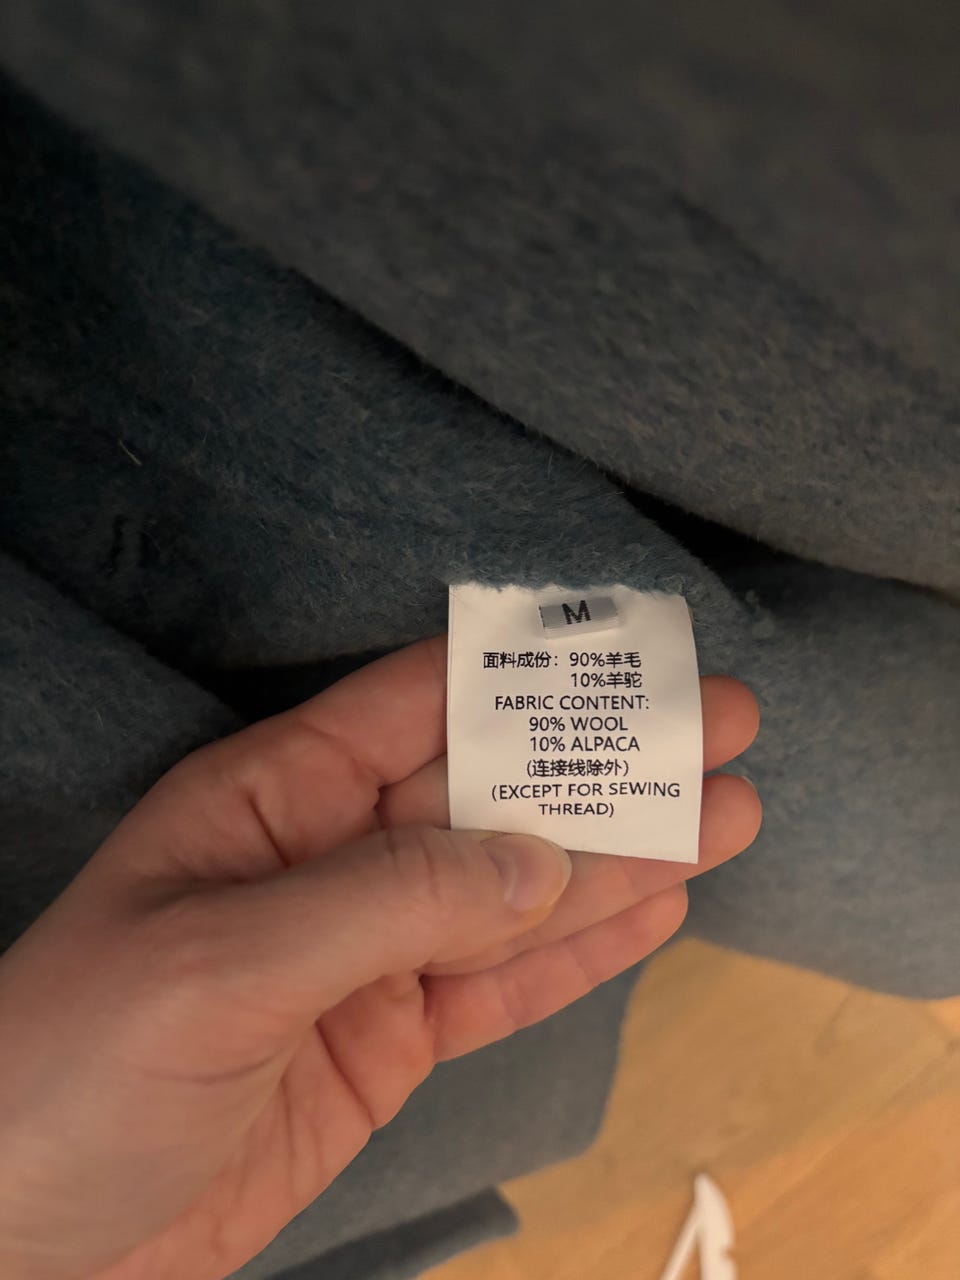 M
面料成份：90%羊毛
10%羊驼
FABRIC CONTENT:
90% WOOL
10% ALPACA
(连接线除外)
(EXCEPT FOR SEWING
THREAD)